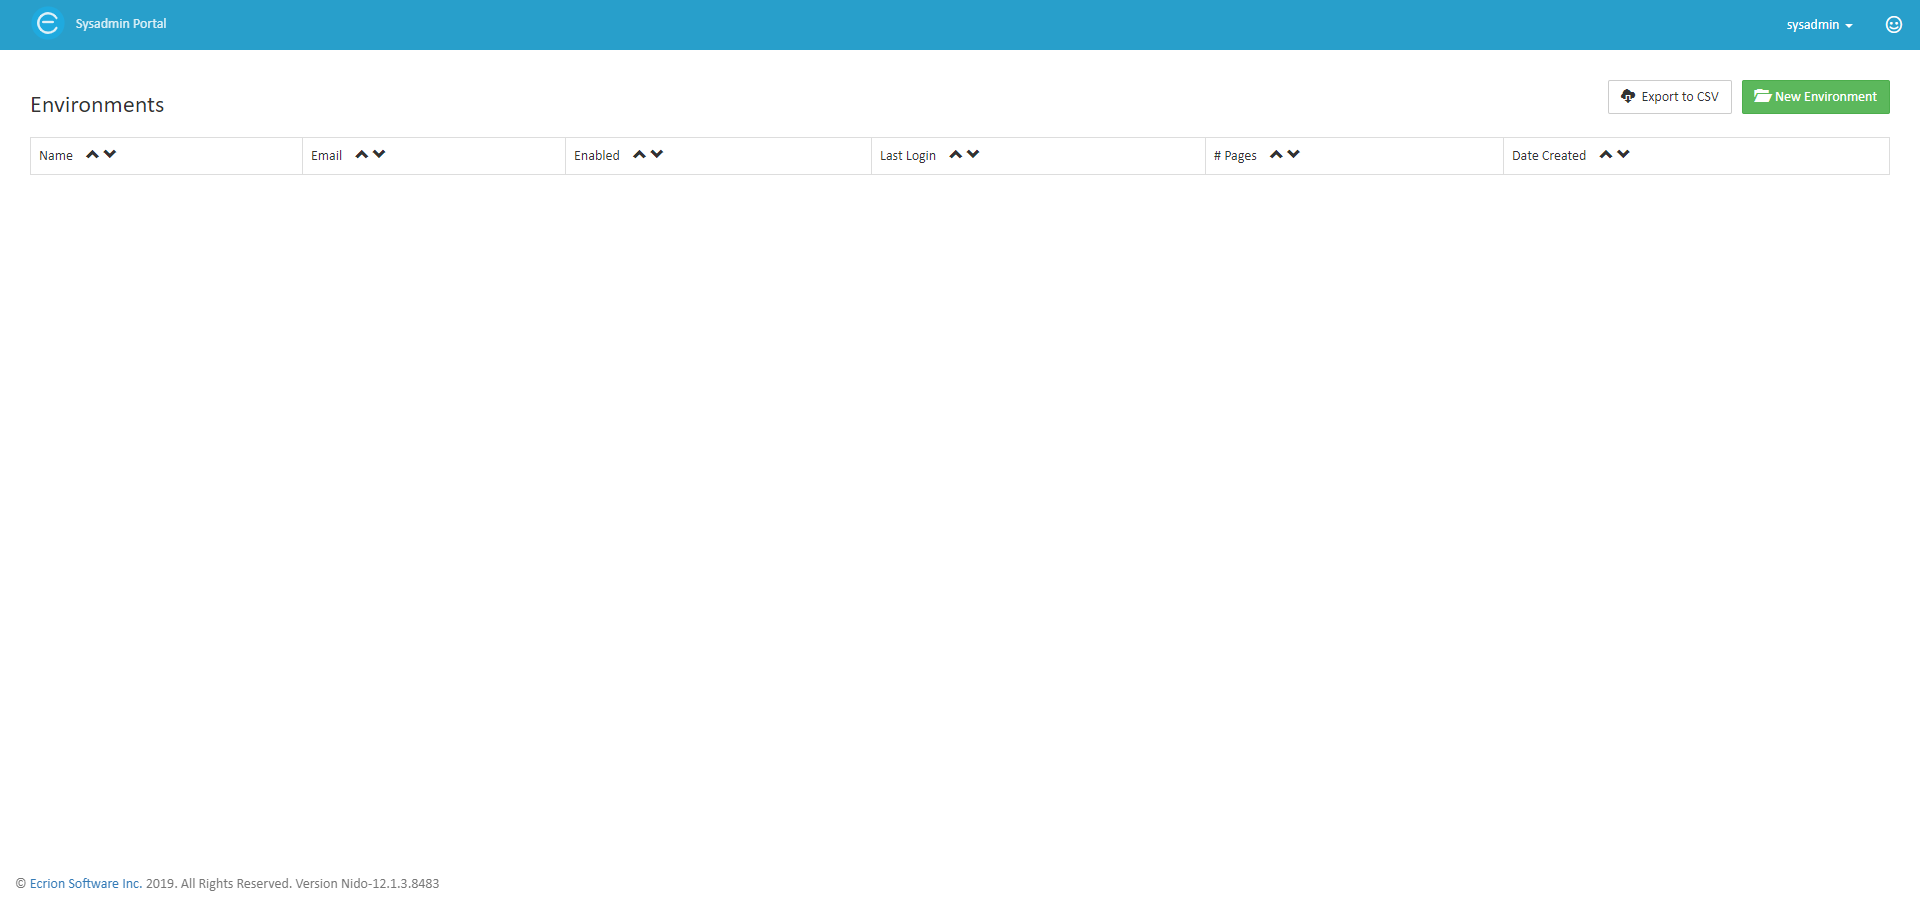 Sysadmin Portal
sysadmin
Environments
Export to CSV
New Environment
Name
Email
Enabled
Last Login
# Pages
Date Created
© Ecrion Software Inc. 2019. All Rights Reserved. Version Nido-12.1.3.8483